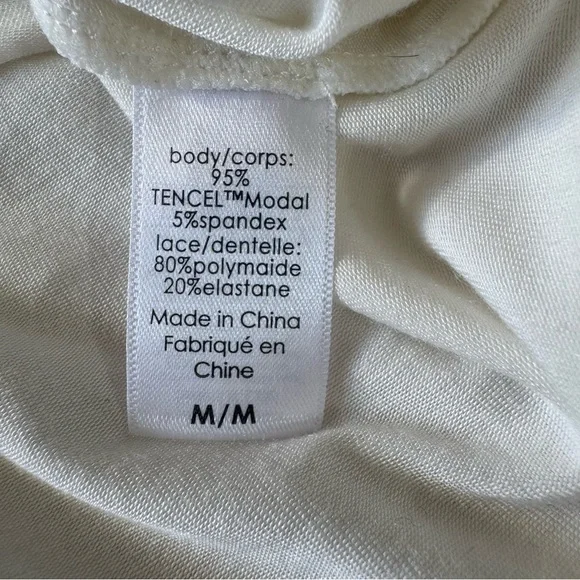 body/corps:
95%
TENCEL™Modal
5%spandex
lace/dentelle:
80%polymaide
20%elastane
Made in China
Fabriqué en
Chine
M/M